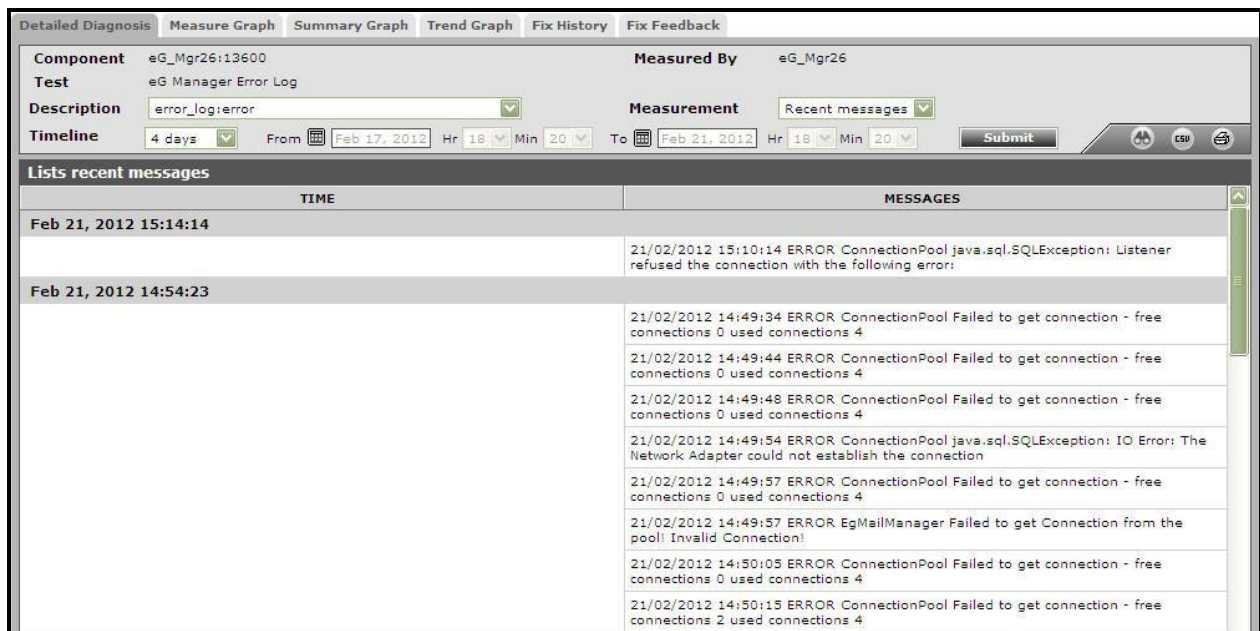 Detailed Diagnosis Measure Graph Summary Graph Trend Graph Fix History Fix Feedback
Component eG_Mgr26:13600 Measured By eG_Mgr26
Test eG Manager Error Log
Description error_log:error Measurement Recent messages
Timeline 4 days From Feb 17, 2012 Hr 18 Min 20 To Feb 21, 2012 Hr 18 Min 20 Submit CSV
Lists recent messages
TIME MESSAGES
Feb 21, 2012 15:14:14
21/02/2012 15:10:14 ERROR ConnectionPool java.sql.SQLException: Listener
refused the connection with the following error:
Feb 21, 2012 14:54:23
21/02/2012 14:49:34 ERROR ConnectionPool Failed to get connection - free
connections 0 used connections 4
21/02/2012 14:49:44 ERROR ConnectionPool Failed to get connection - free
connections 0 used connections 4
21/02/2012 14:49:48 ERROR ConnectionPool Failed to get connection - free
connections 0 used connections 4
21/02/2012 14:49:54 ERROR ConnectionPool java.sql.SQLException: IO Error: The
Network Adapter could not establish the connection
21/02/2012 14:49:57 ERROR ConnectionPool Failed to get connection - free
connections 0 used connections 4
21/02/2012 14:49:57 ERROR EgMailManager Failed to get Connection from the
pool! Invalid Connection!
21/02/2012 14:50:05 ERROR ConnectionPool Failed to get connection - free
connections 0 used connections 4
21/02/2012 14:50:15 ERROR ConnectionPool Failed to get connection - free
connections 2 used connections 4